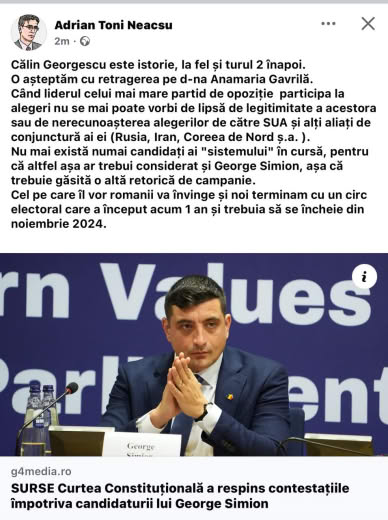 Adrian Toni Neacsu
2m
Călin Georgescu este istorie, la fel și turul 2 înapoi.
O așteptăm cu retragerea pe d-na Anamaria Gavrilă.
Când liderul celui mai mare partid de opoziție participa la
alegeri nu se mai poate vorbi de lipsă de legitimitate a acestora
sau de nerecunoașterea alegerilor de către SUA și alți aliați de
conjunctură ai ei (Rusia, Iran, Coreea de Nord ș.a. ).
Nu mai există numai candidați ai "sistemului" în cursă, pentru
că altfel așa ar trebui considerat și George Simion, așa că
trebuie găsită o altă retorică de campanie.
Cel pe care îl vor romanii va învinge și noi terminam cu un circ
electoral care a început acum 1 an și trebuia să se încheie din
noiembrie 2024.
rn Values
Parl ent
George
Simion
g4media.ro
SURSE Curtea Constituțională a respins contestațiile
împotriva candidaturii lui George Simion